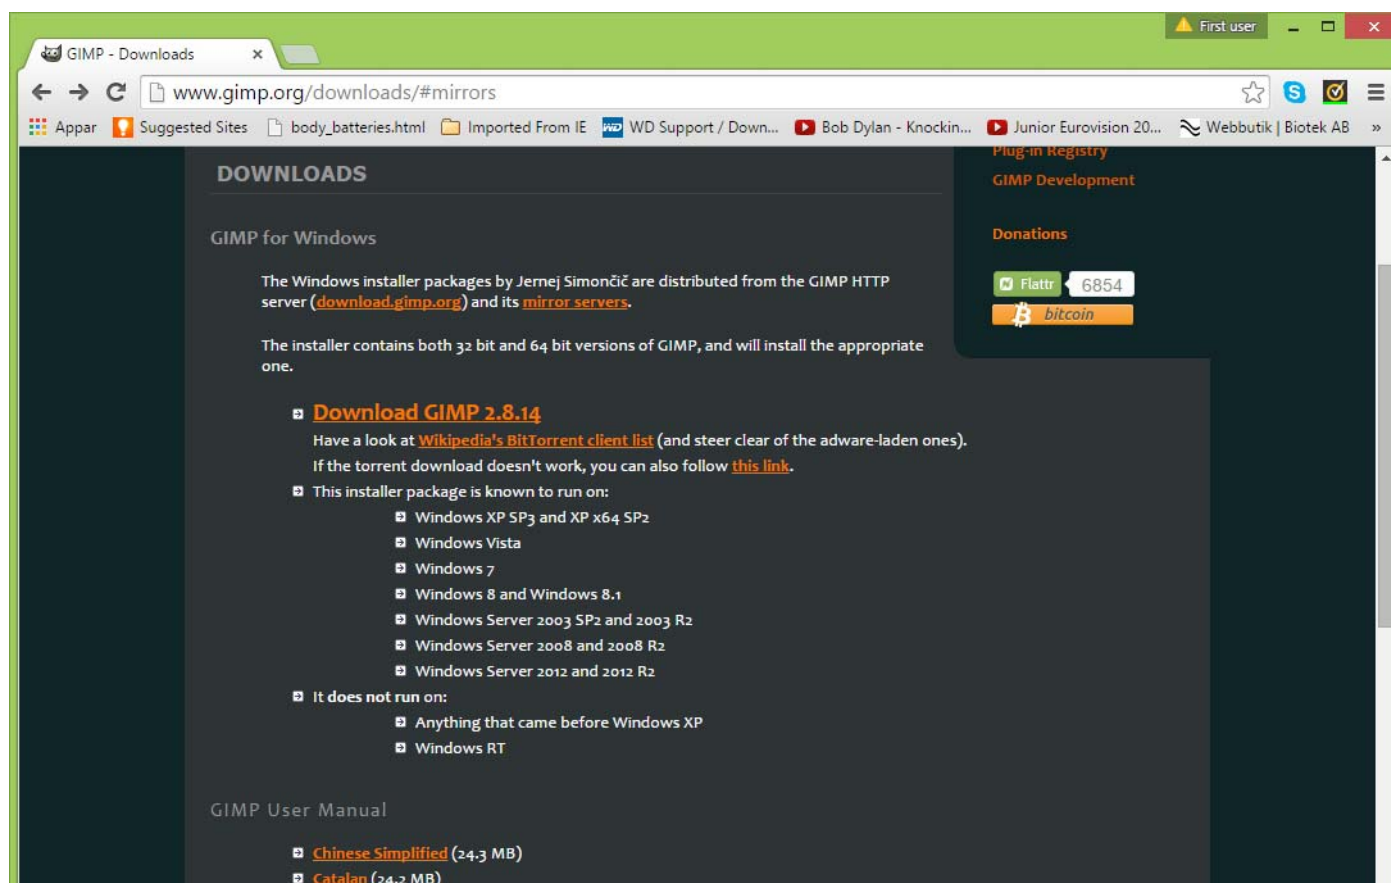 First user
GIMP - Downloads
www.gimp.org/downloads/#mirrors
Appar Suggested Sites body_batteries.html Imported From IE WD Support / Down... Bob Dylan - Knockin... Junior Eurovision 20... Webbutik | Biotek AB »
Plug-in Registry
GIMP Development
Donations
Flattr 6854
bitcoin
DOWNLOADS
GIMP for Windows
The Windows installer packages by Jernej Simončič are distributed from the GIMP HTTP
server (download.gimp.org) and its mirror servers.
The installer contains both 32 bit and 64 bit versions of GIMP, and will install the appropriate
one.
Download GIMP 2.8.14
Have a look at Wikipedia's BitTorrent client list (and steer clear of the adware-laden ones).
If the torrent download doesn't work, you can also follow this link.
This installer package is known to run on:
Windows XP SP3 and XP x64 SP2
Windows Vista
Windows 7
Windows 8 and Windows 8.1
Windows Server 2003 SP2 and 2003 R2
Windows Server 2008 and 2008 R2
Windows Server 2012 and 2012 R2
It does not run on:
Anything that came before Windows XP
Windows RT
GIMP User Manual
Chinese Simplified (24.3 MB)
Catalan (24.2 MB)